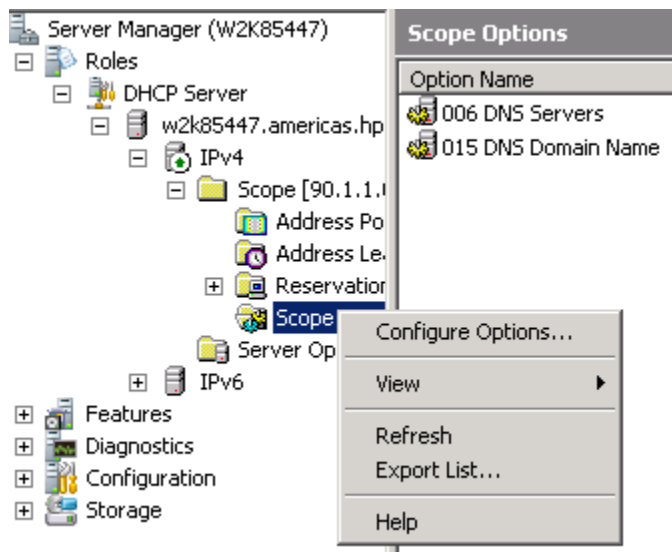 Server Manager (W2K85447)
Roles
DHCP Server
w2k85447.americas.hp
IPv4
Scope [90.1.1.
Address Po
Address Le
Reservation
Scope
Server Op
IPv6
Features
Diagnostics
Configuration
Storage
Scope Options
Option Name
006 DNS Servers
015 DNS Domain Name
Configure Options...
View
Refresh
Export List...
Help